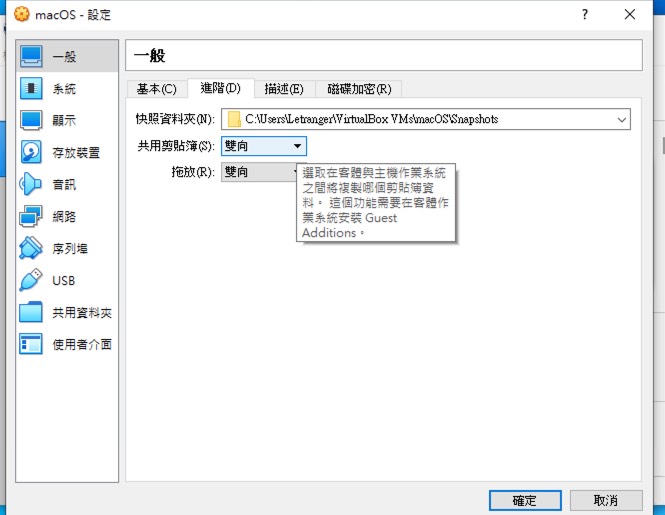 macOS - 設定
?
一般
系統
顯示
存放裝置
音訊
網路
序列埠
USB
共用資料夾
使用者介面
一般
基本(C) 進階(D) 描述(E) 磁碟加密(R)
快照資料夾(N): C:\Users\Letranger\VirtualBox VMs\macOS\Snapshots
共用剪貼簿(S): 雙向
拖放(R): 雙向
選取在客體與主機作業系統
之間將複製哪個剪貼簿資
料。 這個功能需要在客體作
業系統安裝 Guest
Additions。
確定 取消